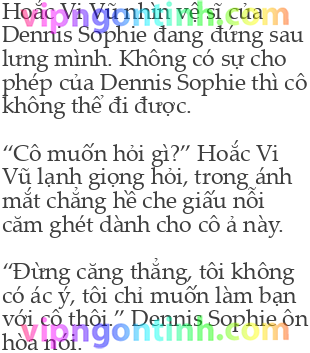 Hoắc Vi Vũ nhìn vệ sĩ của
Dennis Sophie đang đứng sau
lưng mình. Không có sự cho
phép của Dennis Sophie thì cô
không thể đi được.
“Cô muốn hỏi gì?” Hoắc Vi
Vũ lạnh giọng hỏi, trong ánh
mắt chẳng hề che giấu nỗi
căm ghét dành cho cô ả này.
“Đừng căng thẳng, tôi không
có ác ý, tôi chỉ muốn làm bạn
với cô thôi.” Dennis Sophie ôn
hòa nói.
vipngontinh.com
vipngontinh.com